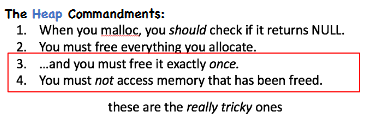 The Heap Commandments:
1. When you malloc, you should check if it returns NULL.
2. You must free everything you allocate.
3. ...and you must free it exactly once.
4. You must not access memory that has been freed.
these are the really tricky ones